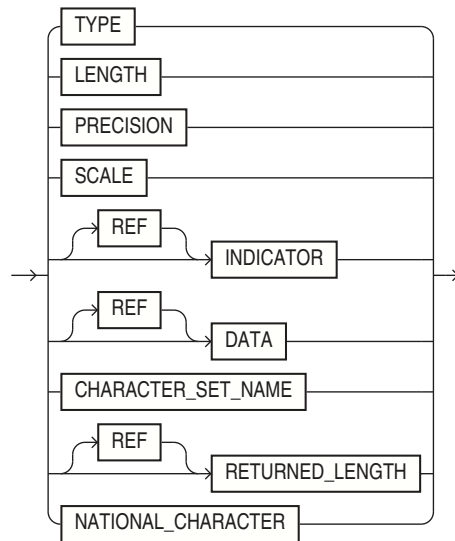 TYPE
LENGTH
PRECISION
SCALE
REF
INDICATOR
REF
DATA
CHARACTER_SET_NAME
REF
RETURNED_LENGTH
NATIONAL_CHARACTER